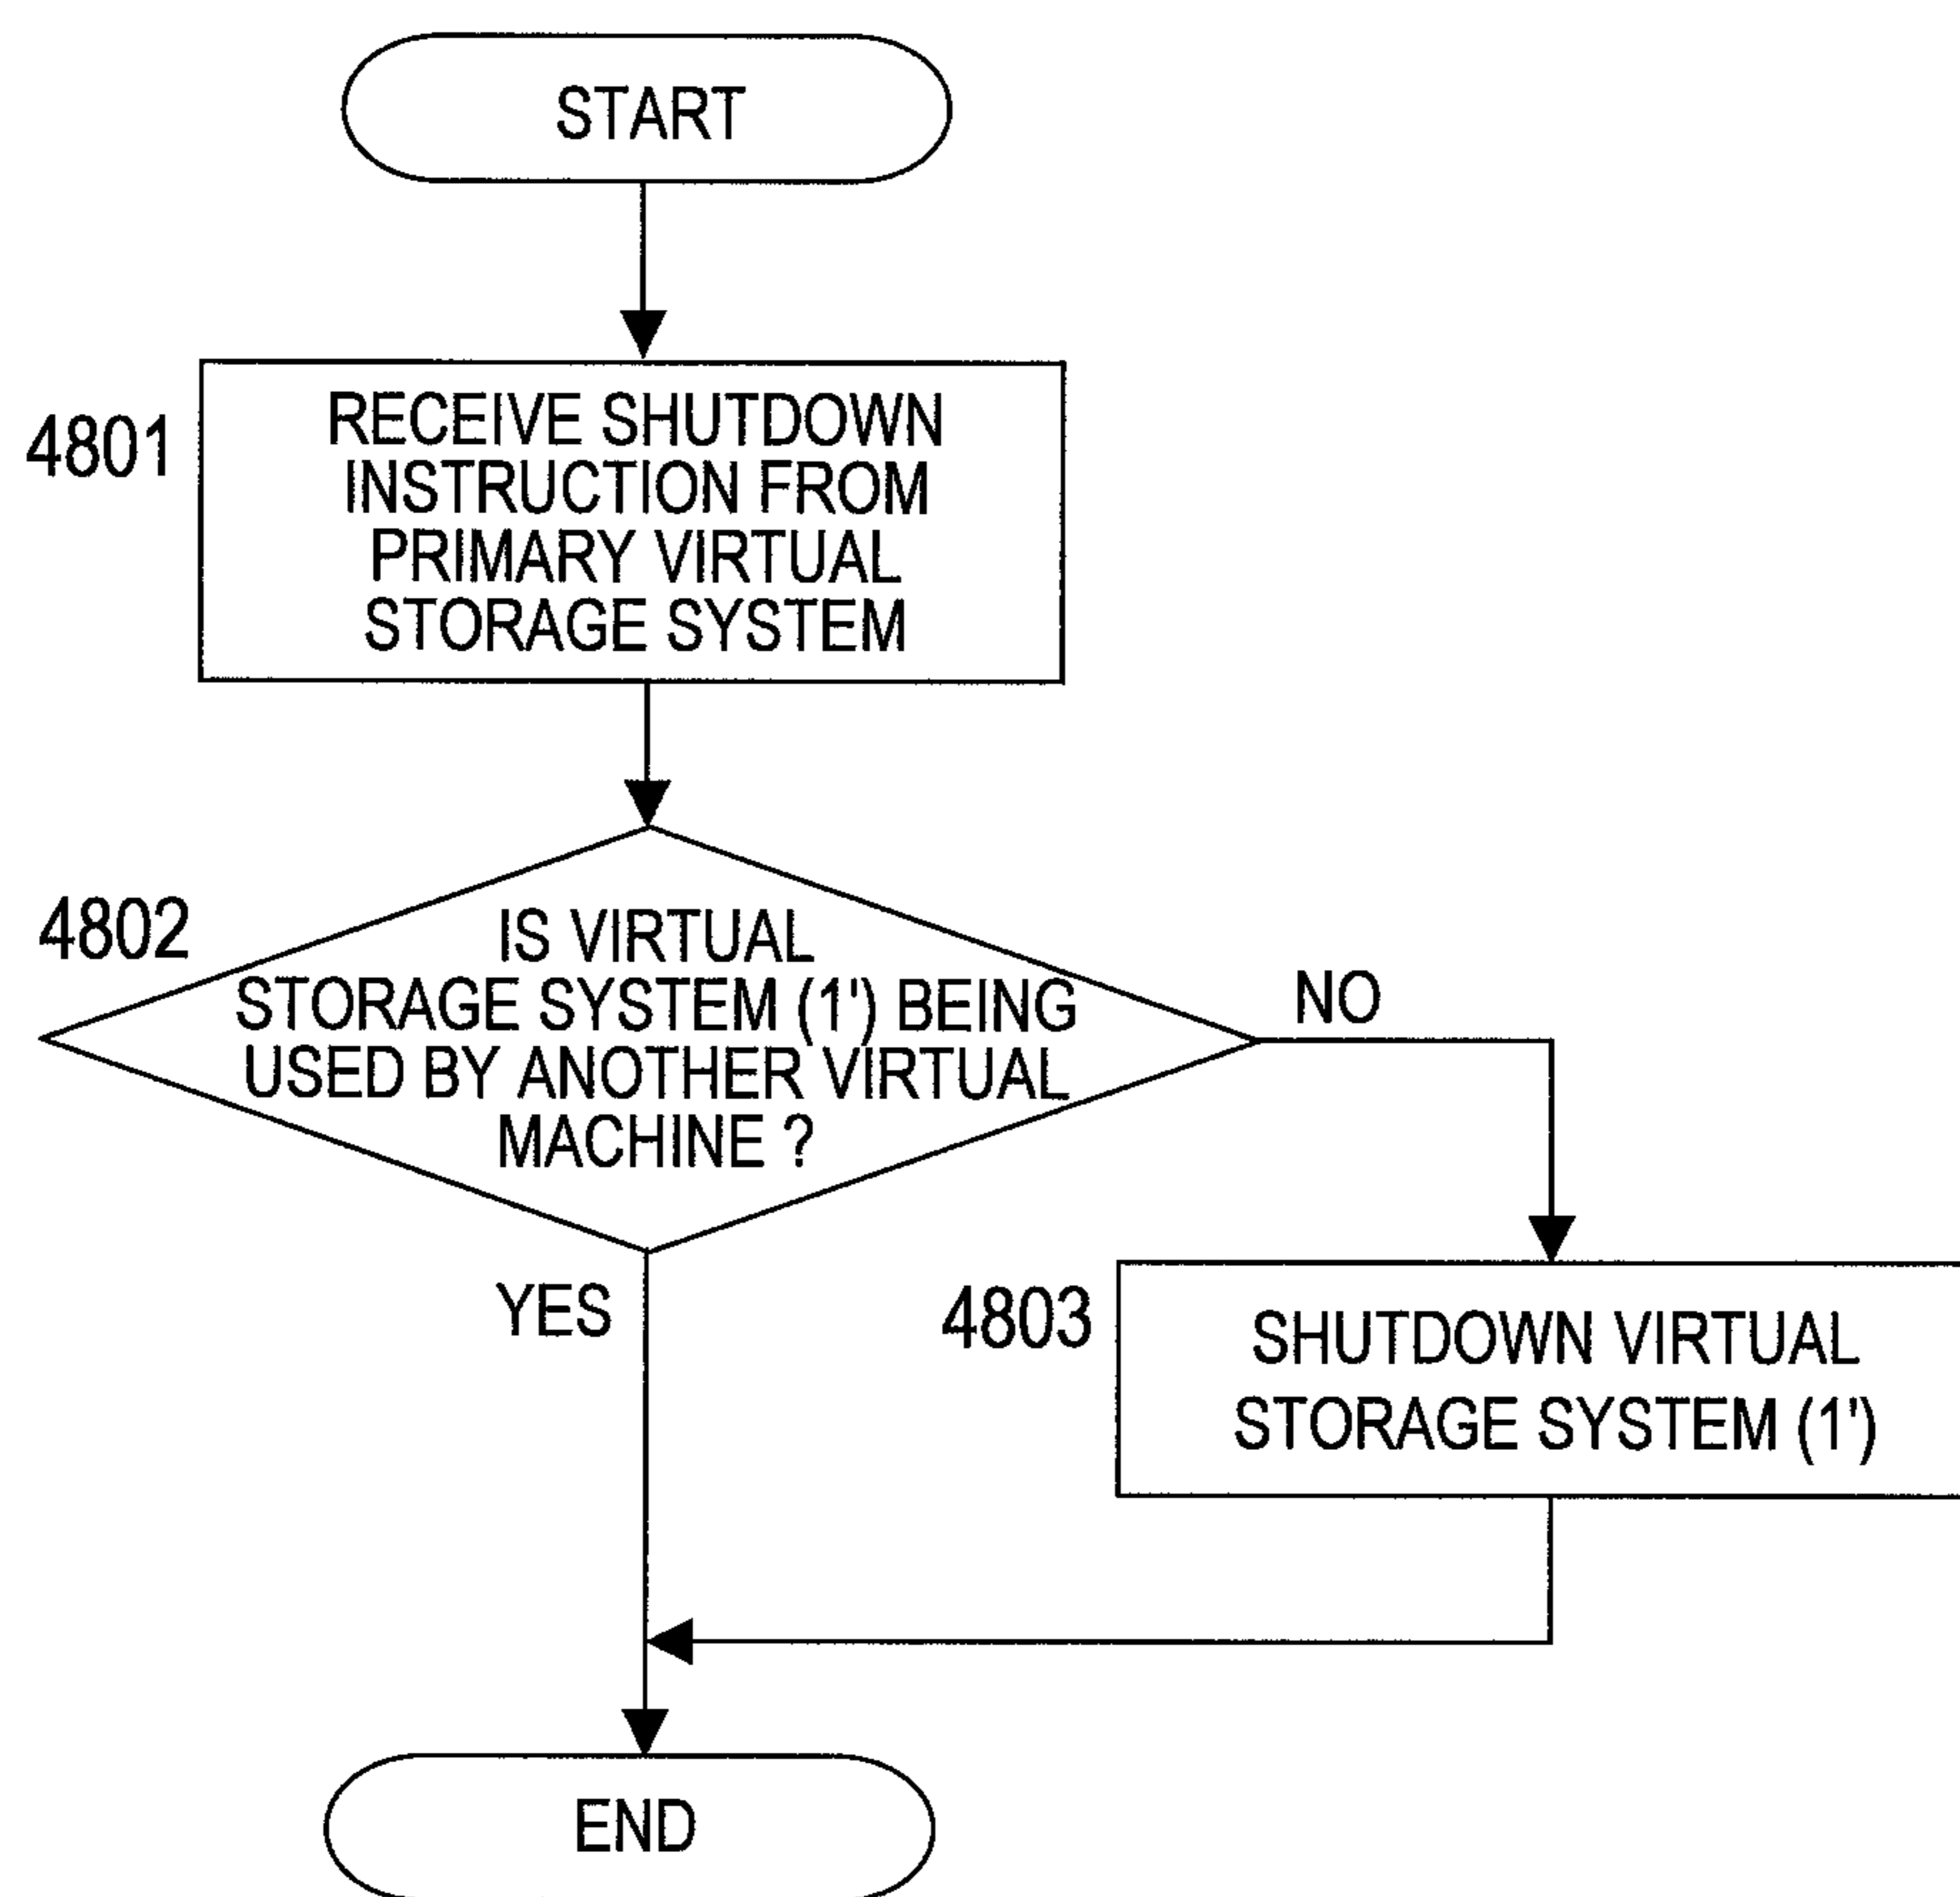 START
4801
RECEIVE SHUTDOWN
INSTRUCTION FROM
PRIMARY VIRTUAL
STORAGE SYSTEM
4802
IS VIRTUAL
STORAGE SYSTEM (1') BEING
USED BY ANOTHER VIRTUAL
MACHINE ?
NO
YES
4803
SHUTDOWN VIRTUAL
STORAGE SYSTEM (1')
END